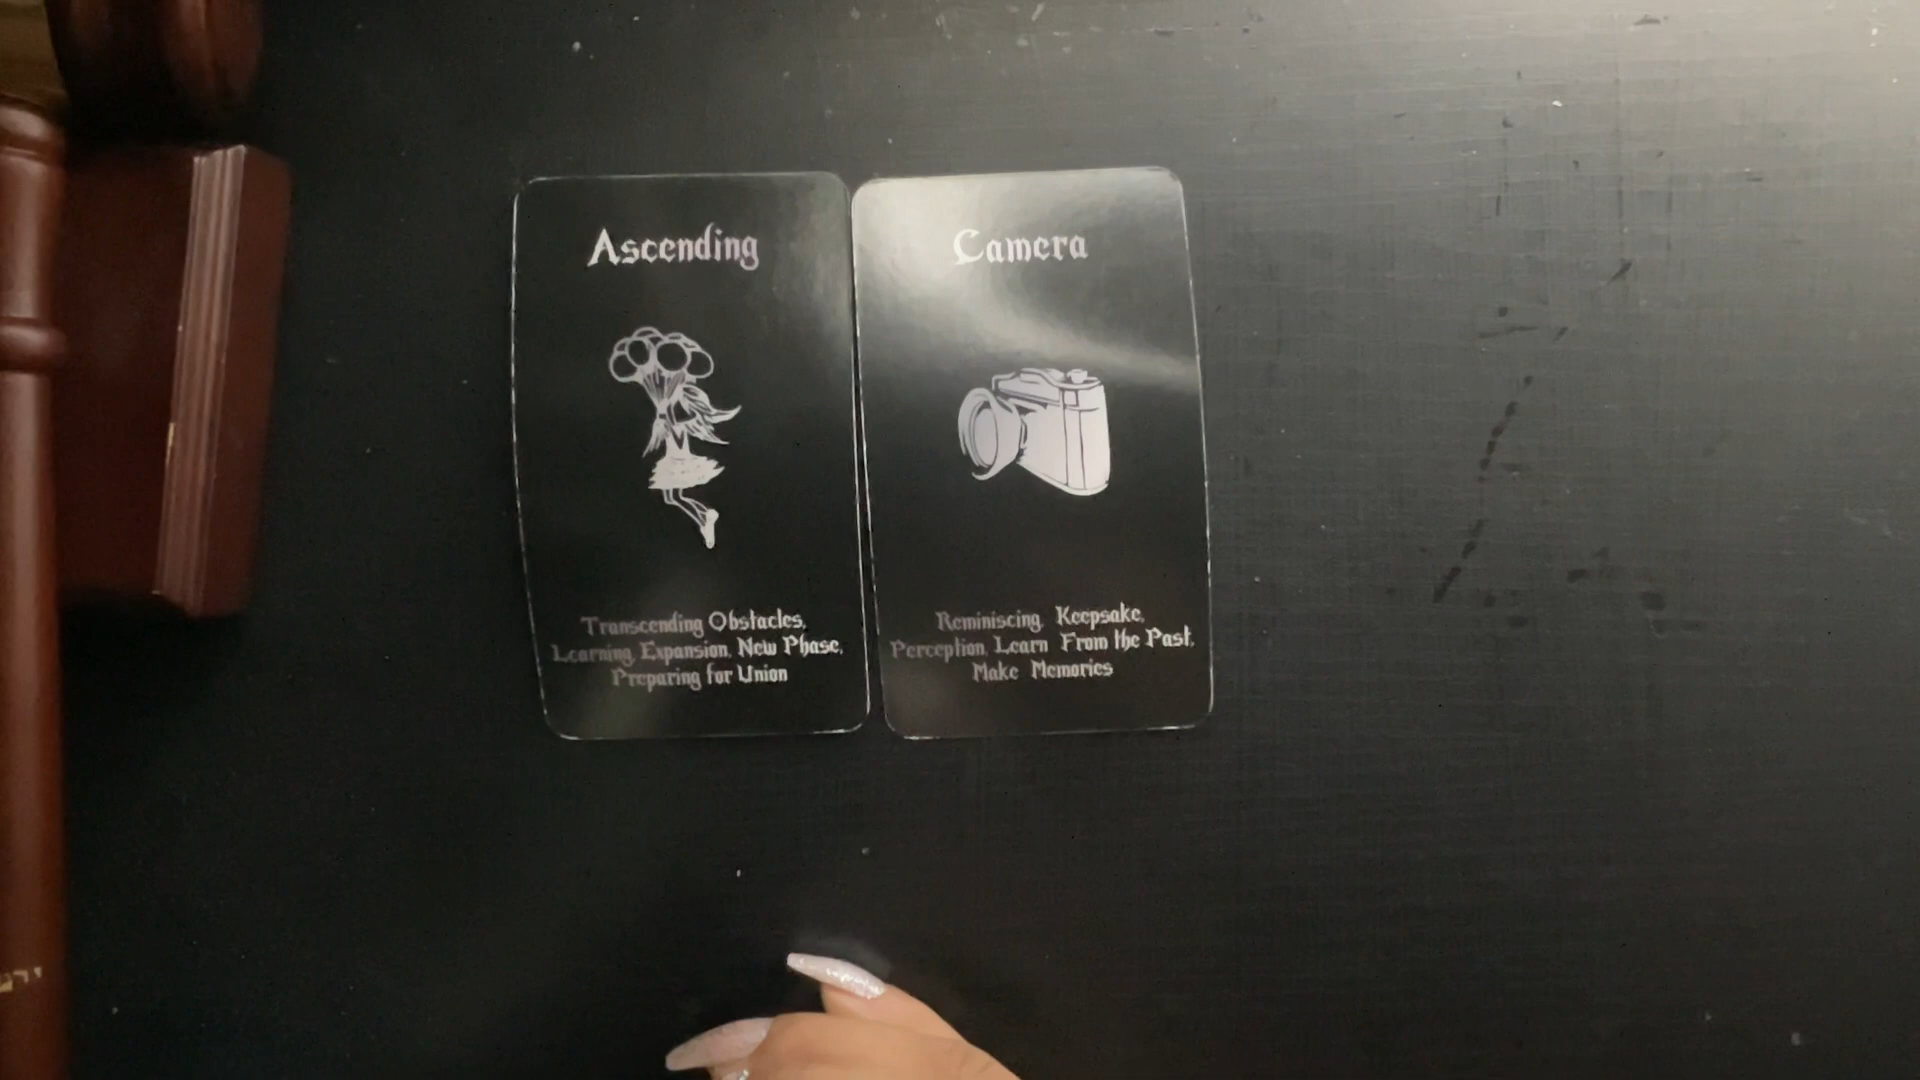 Ascending
Transcending Obstacles,
Learning, Expansion, New Phase,
Preparing for Union
Camera
Reminiscing, Keepsake,
Perception, Learn From the Past,
Make Memories